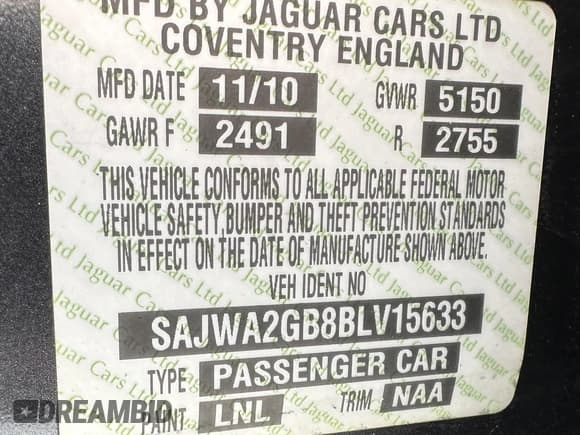 MFD BY JAGUAR CARS LTD
COVENTRY ENGLAND
MFD DATE 11/10 GVWR 5150
GAWR F 2491 R 2755
THIS VEHICLE CONFORMS TO ALL APPLICABLE FEDERAL MOTOR
VEHICLE SAFETY,BUMPER AND THEFT PREVENTION STANDARDS
IN EFFECT ON THE DATE OF MANUFACTURE SHOWN ABOVE.
VEH IDENT NO
SAJWA2GB8BLV15633
TYPE PASSENGER CAR
PAINT LNL TRIM NAA
DREAMBID